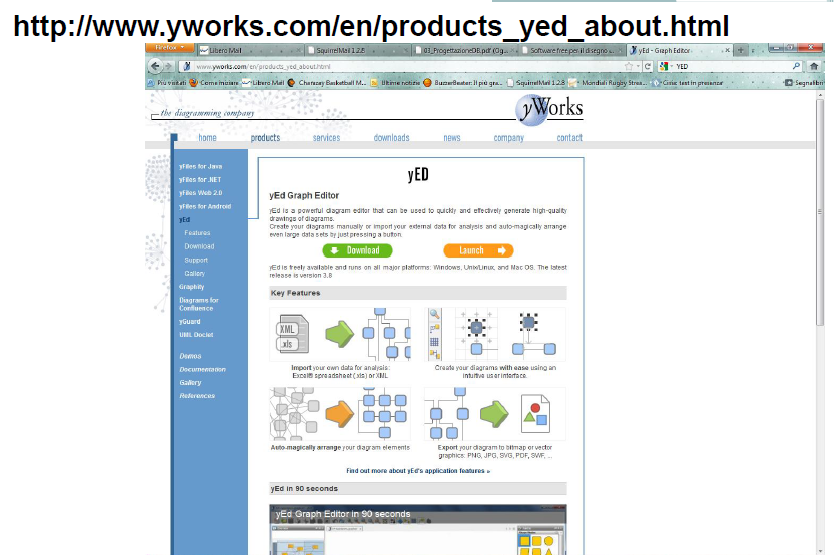 http://www.yworks.com/en/products_yed_about.html
Firefox
Libero Mail
SquirrelMail 1.2.8
03_ProgettazioneDB.pdf (Og...
Software free per il disegno ...
yEd - Graph Editor
www.yworks.com/en/products_yed_about.html
YED
Più visitati
Come iniziare
Libero Mail
Chancay Basketball M...
Ultime notizie
BuzzerBeater: Il più gra...
SquirrelMail 1.2.8
Mondiali Rugby Strea...
Segnalibri
the diagramming company
yWorks
home
products
services
downloads
news
company
contact
yFiles for Java
yFiles for .NET
yFiles Web 2.0
yFiles for Android
yEd
Features
Download
Support
Gallery
Graphity
Diagrams for
Confluence
yGuard
UML Doclet
Demos
Documentation
Gallery
References
yED
yEd Graph Editor
yEd is a powerful diagram editor that can be used to quickly and effectively generate high-quality
drawings of diagrams.
Create your diagrams manually or import your external data for analysis and auto-magically arrange
even large data sets by just pressing a button.
Download
Launch
yEd is freely available and runs on all major platforms: Windows, Unix/Linux, and Mac OS. The latest
release is version 3.8
Key Features
XML
.xls
Import your own data for analysis:
Excel® spreadsheet (.xls) or XML
Create your diagrams with ease using an
intuitive user interface.
Auto-magically arrange your diagram elements
Export your diagram to bitmap or vector
graphics: PNG, JPG, SVG, PDF, SWF, ...
Find out more about yEd's application features »
yEd in 90 seconds
yEd Graph Editor in 90 seconds